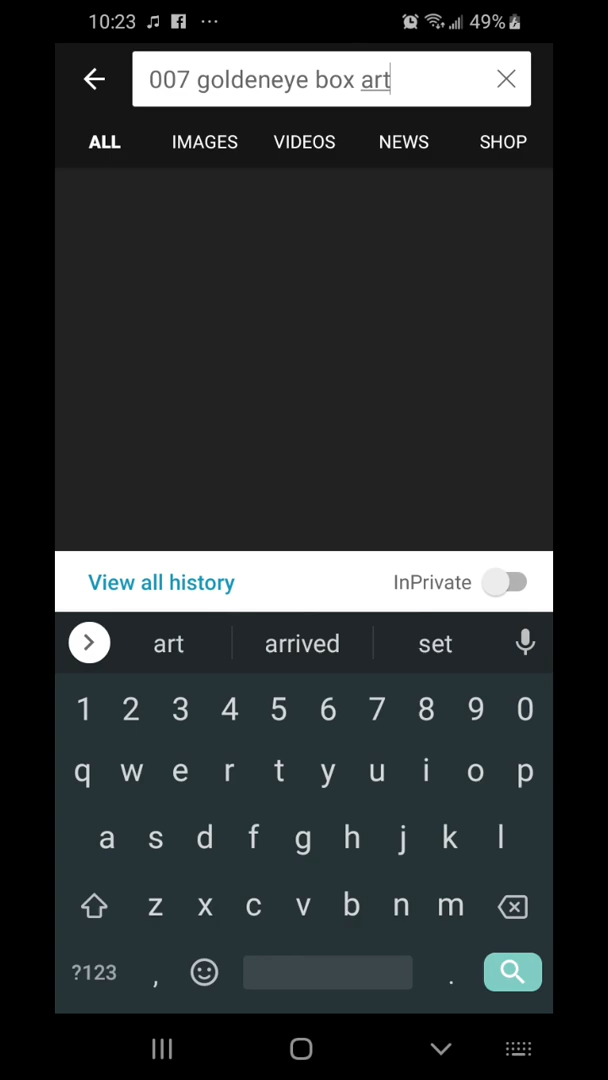 10:23 49%
007 goldeneye box art
ALL IMAGES VIDEOS NEWS SHOP
View all history InPrivate
art arrived set
1 2 3 4 5 6 7 8 9 0
q w e r t y u i o p
a s d f g h j k l
z x c v b n m
?123 , .